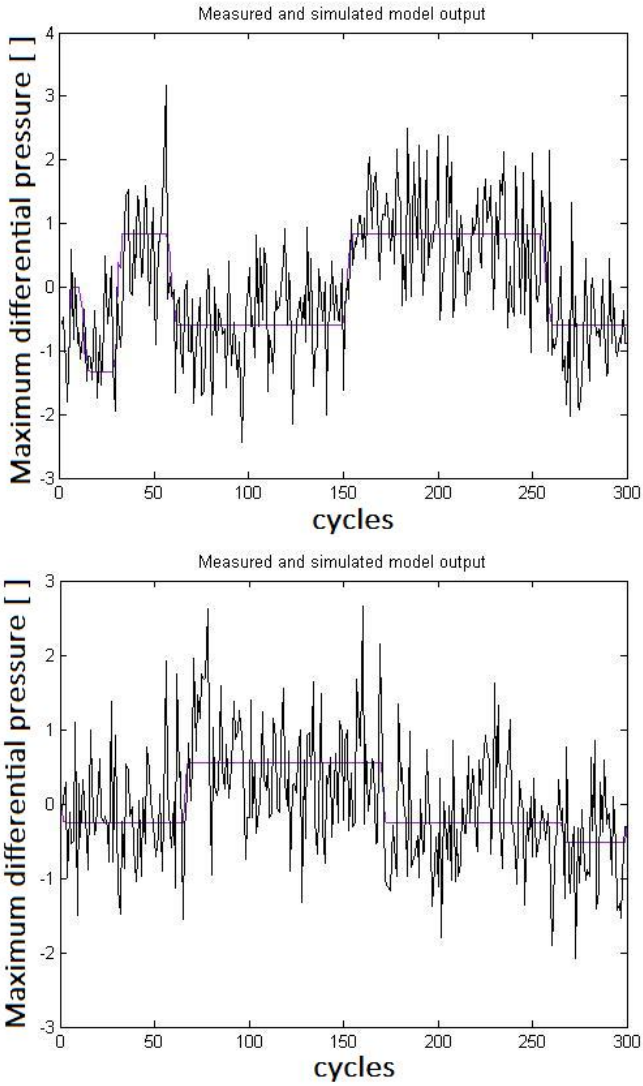 Measured and simulated model output
4
3
2
1
0
-1
-2
-3
Maximum differential pressure [ ]
0 50 100 150 200 250 300
cycles
Measured and simulated model output
3
2
1
0
-1
-2
-3
Maximum differential pressure [ ]
0 50 100 150 200 250 300
cycles